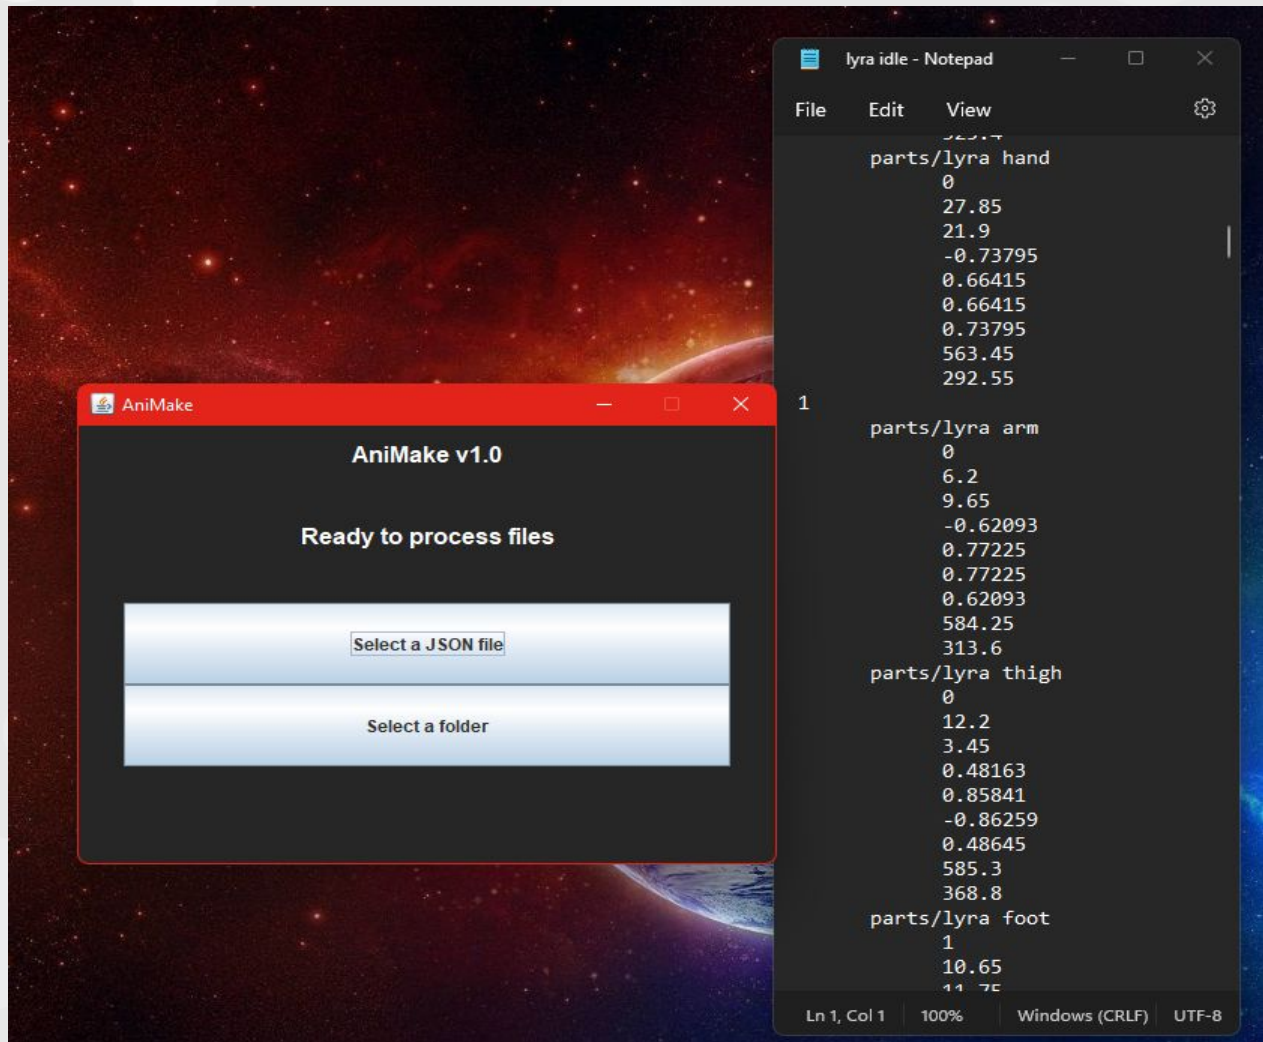 lyra idle - Notepad
File Edit View
parts/lyra hand
0
27.85
21.9
-0.73795
0.66415
0.66415
0.73795
563.45
292.55
1
parts/lyra arm
0
6.2
9.65
-0.62093
0.77225
0.77225
0.62093
584.25
313.6
parts/lyra thigh
0
12.2
3.45
0.48163
0.85841
-0.86259
0.48645
585.3
368.8
parts/lyra foot
1
10.65
Ln 1, Col 1 100% Windows (CRLF) UTF-8
AniMake
AniMake v1.0
Ready to process files
Select a JSON file
Select a folder